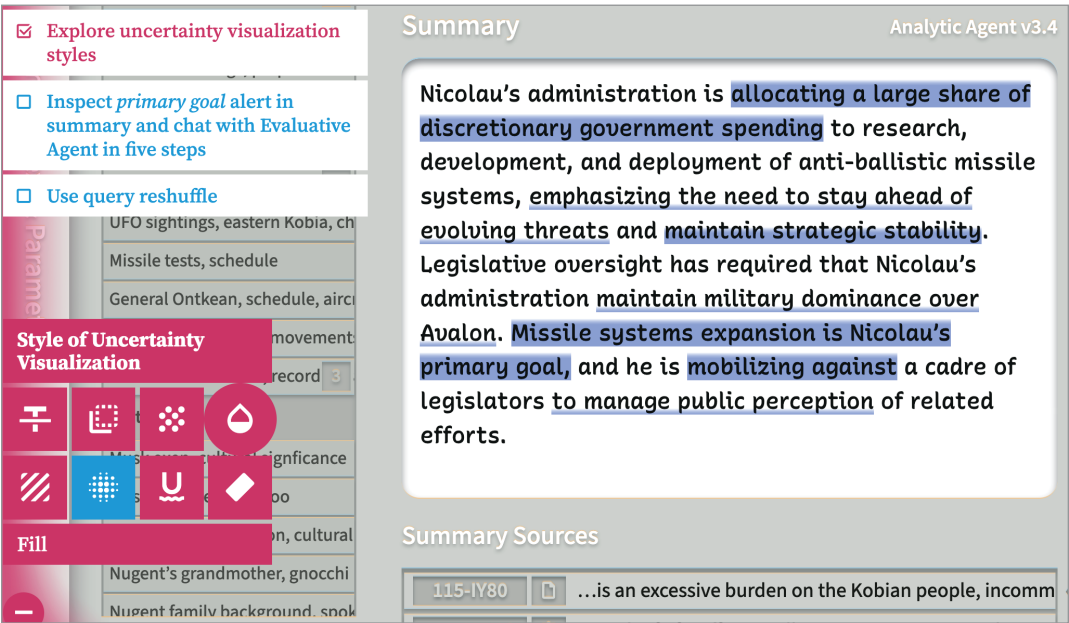 Explore uncertainty visualization
styles
Inspect primary goal alert in
summary and chat with Evaluative
Agent in five steps
Use query reshuffle
Parame
UFO sightings, eastern Kobia, ch
Missile tests, schedule
General Ontkean, schedule, aircr
movements
record 3
signficance
oo
on, cultural
Nugent's grandmother, gnocchi
Nugent family background, spok
Style of Uncertainty
Visualization
Fill
Summary
Analytic Agent v3.4
Nicolau's administration is allocating a large share of
discretionary government spending to research,
development, and deployment of anti-ballistic missile
systems, emphasizing the need to stay ahead of
evolving threats and maintain strategic stability.
Legislative oversight has required that Nicolau's
administration maintain military dominance over
Avalon. Missile systems expansion is Nicolau's
primary goal, and he is mobilizing against a cadre of
legislators to manage public perception of related
efforts.
Summary Sources
115-IY80 ...is an excessive burden on the Kobian people, incomm